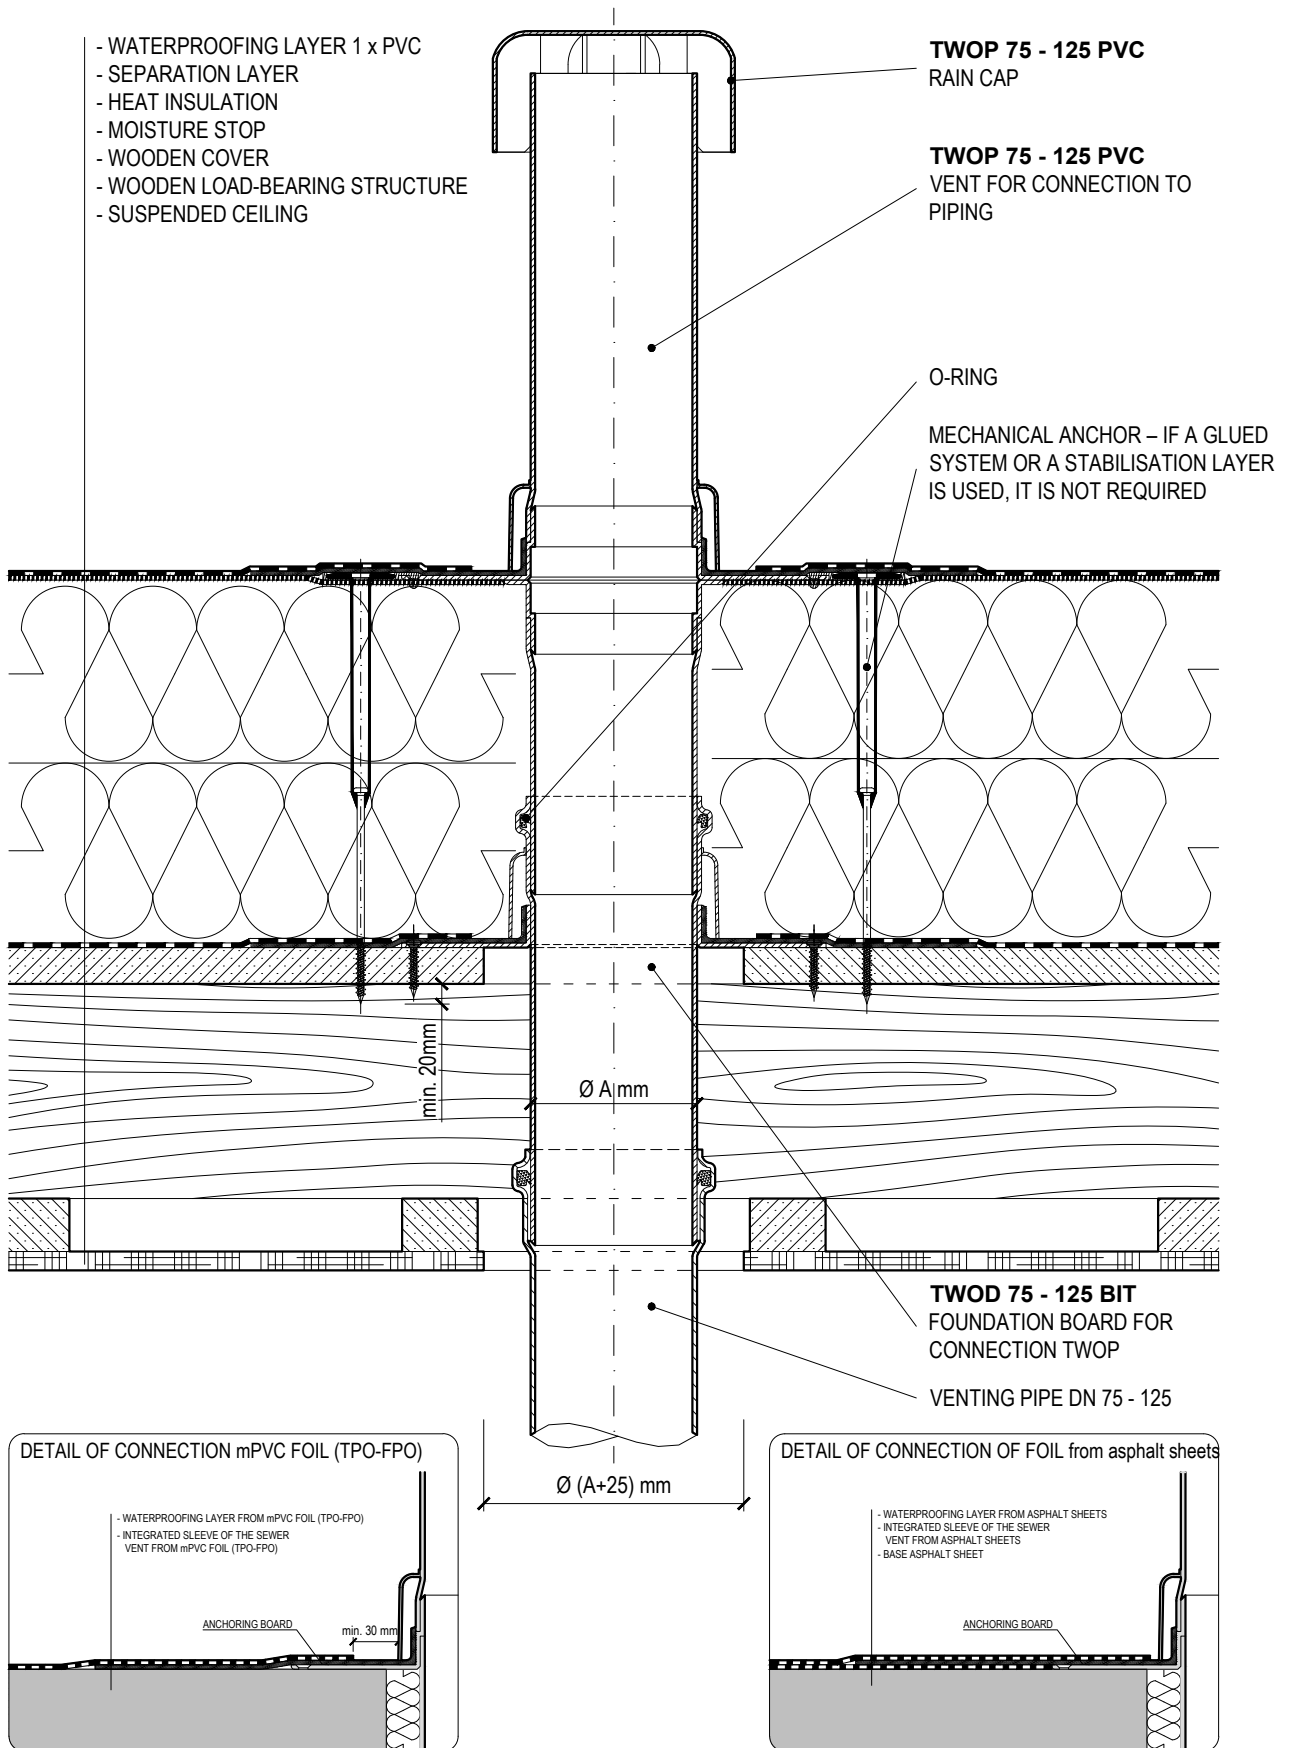 - WATERPROOFING LAYER 1 x PVC
- SEPARATION LAYER
- HEAT INSULATION
- MOISTURE STOP
- WOODEN COVER
- WOODEN LOAD-BEARING STRUCTURE
- SUSPENDED CEILING
TWOP 75 - 125 PVC
RAIN CAP
TWOP 75 - 125 PVC
VENT FOR CONNECTION TO
PIPING
O-RING
MECHANICAL ANCHOR – IF A GLUED
SYSTEM OR A STABILISATION LAYER
IS USED, IT IS NOT REQUIRED
min. 20mm
Ø A mm
TWOD 75 - 125 BIT
FOUNDATION BOARD FOR
CONNECTION TWOP
VENTING PIPE DN 75 - 125
Ø (A+25) mm
DETAIL OF CONNECTION mPVC FOIL (TPO-FPO)
- WATERPROOFING LAYER FROM mPVC FOIL (TPO-FPO)
- INTEGRATED SLEEVE OF THE SEWER
VENT FROM mPVC FOIL (TPO-FPO)
ANCHORING BOARD
min. 30 mm
DETAIL OF CONNECTION OF FOIL from asphalt sheets
- WATERPROOFING LAYER FROM ASPHALT SHEETS
- INTEGRATED SLEEVE OF THE SEWER
VENT FROM ASPHALT SHEETS
- BASE ASPHALT SHEET
ANCHORING BOARD